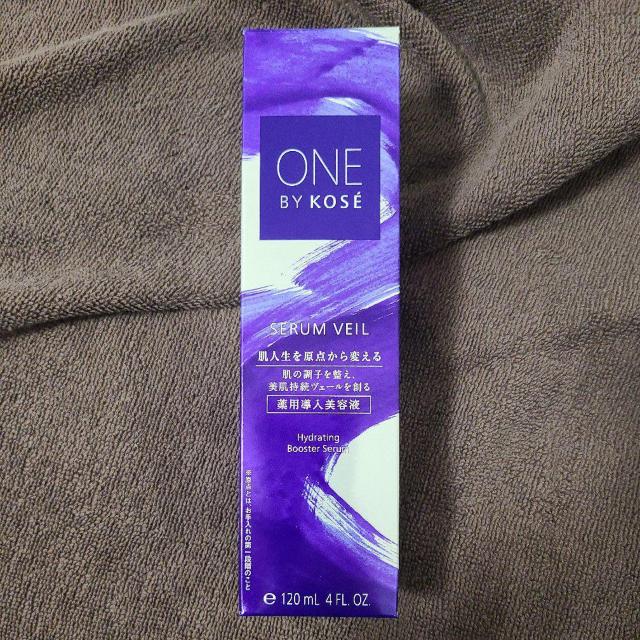 ONE
BY KOSÉ
SERUM VEIL
肌人生を原点から変える
肌の調子を整え、
美肌持続ヴェールを創る
薬用導入美容液
Hydrating
Booster Serum
※原点とは、お手入れの第一段階のこと
e 120 mL 4 FL. OZ.